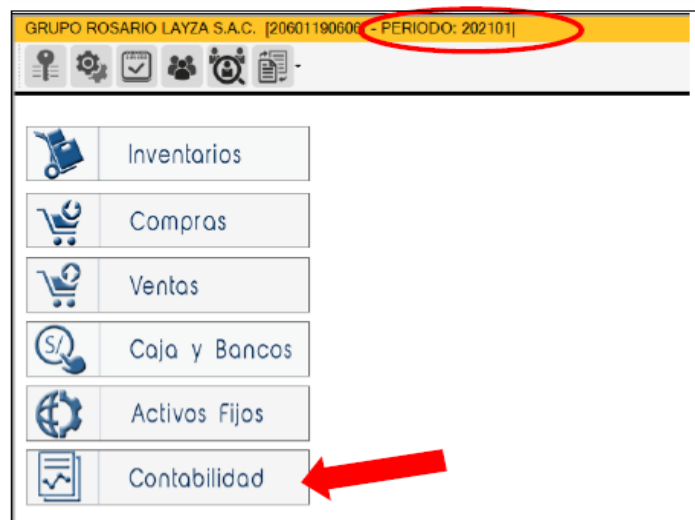 GRUPO ROSARIO LAYZA S.A.C. [20601190606] - PERIODO: 202101|
Inventarios
Compras
Ventas
S/
Caja y Bancos
Activos Fijos
Contabilidad